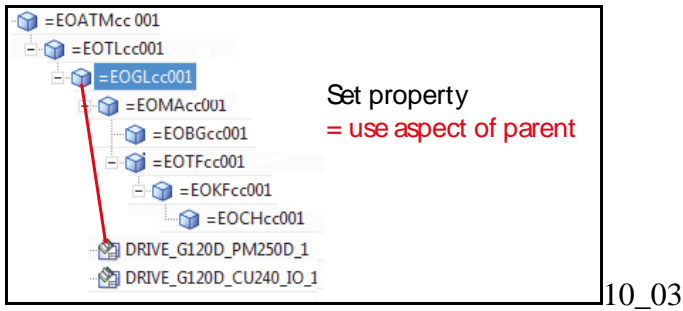 =EOATMcc 001
=EOTLcc001
=EOGLcc001
=EOMAcc001
=EOBGcc001
=EOTFcc001
=EOKFcc001
=EOCHcc001
DRIVE_G120D_PM250D_1
DRIVE_G120D_CU240_IO_1
Set property
= use aspect of parent
10_03